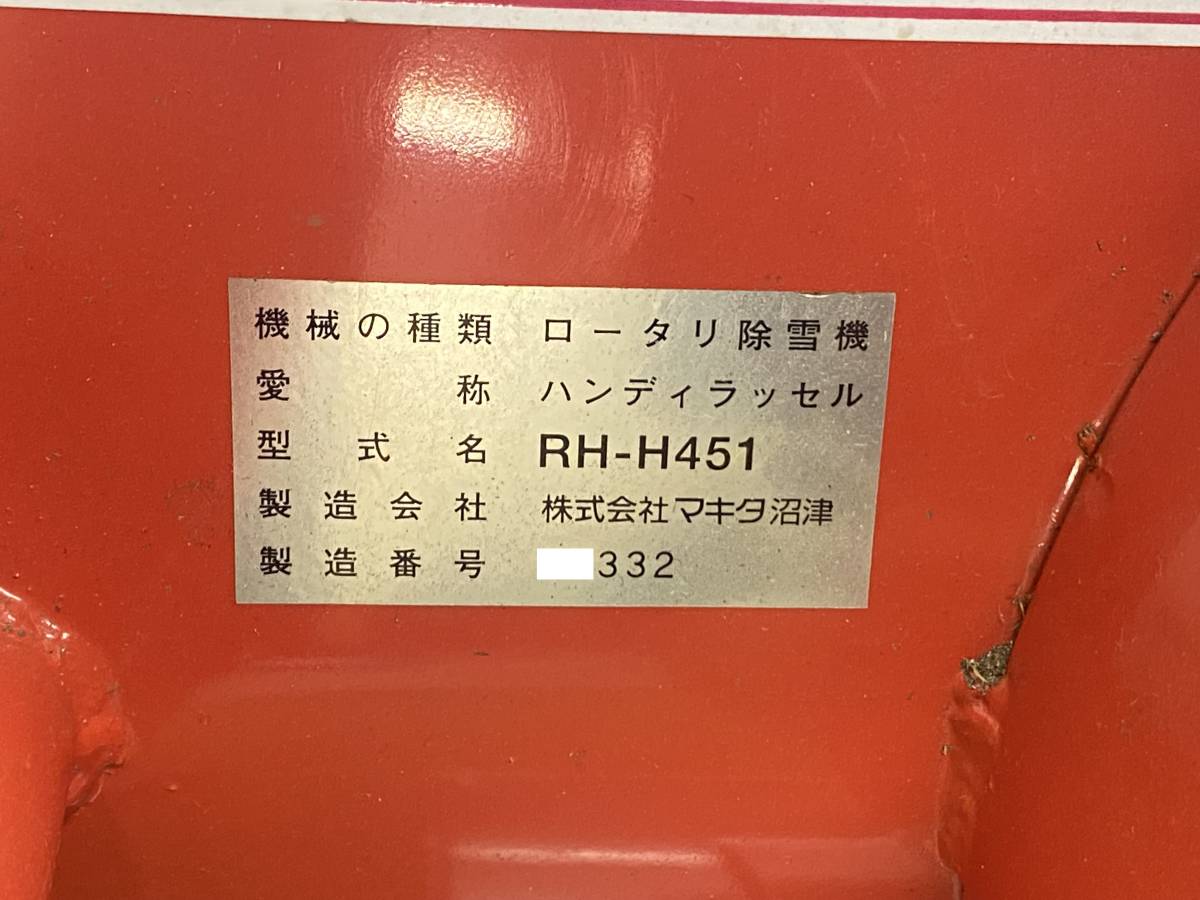 機械の種類 ロータリ除雪機
愛称 ハンディラッセル
型式名 RH-H451
製造会社 株式会社マキタ沼津
製造番号 332